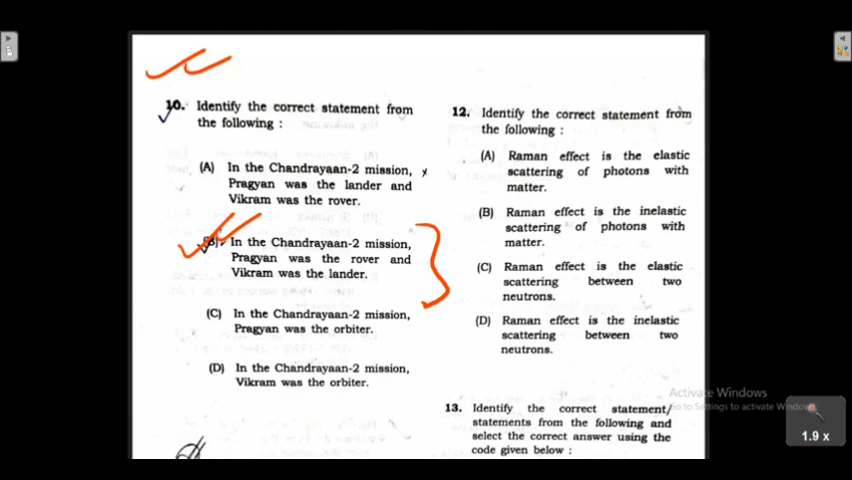 10. Identify the correct statement from
the following :
(A) In the Chandrayaan-2 mission,
Pragyan was the lander and
Vikram was the rover.
(B) In the Chandrayaan-2 mission,
Pragyan was the rover and
Vikram was the lander.
(C) In the Chandrayaan-2 mission,
Pragyan was the orbiter.
(D) In the Chandrayaan-2 mission,
Vikram was the orbiter.
12. Identify the correct statement from
the following :
(A) Raman effect is the elastic
scattering of photons with
matter.
(B) Raman effect is the inelastic
scattering of photons with
matter.
(C) Raman effect is the elastic
scattering between two
neutrons.
(D) Raman effect is the inelastic
scattering between two
neutrons.
13. Identify the correct statement/
statements from the following and
select the correct answer using the
code given below :
Activate Windows
Go to Settings to activate Windows
1.9 x